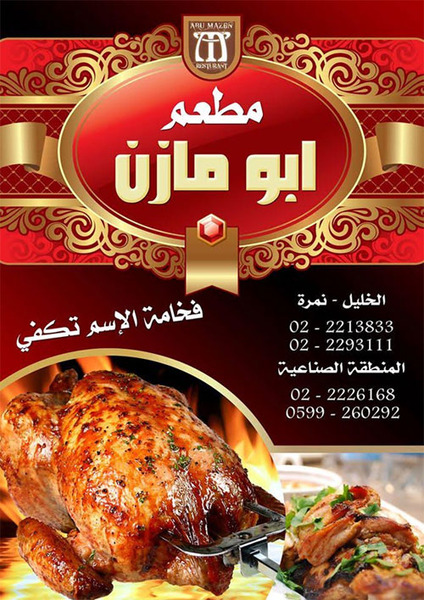 ABU MAZEN
RESTURANT
مطعم
ابو مازن
فخامة الإسم تكفي
الخليل - نمرة
02 - 2213833
02 - 2293111
المنطقة الصناعية
02 - 2226168
0599 - 260292